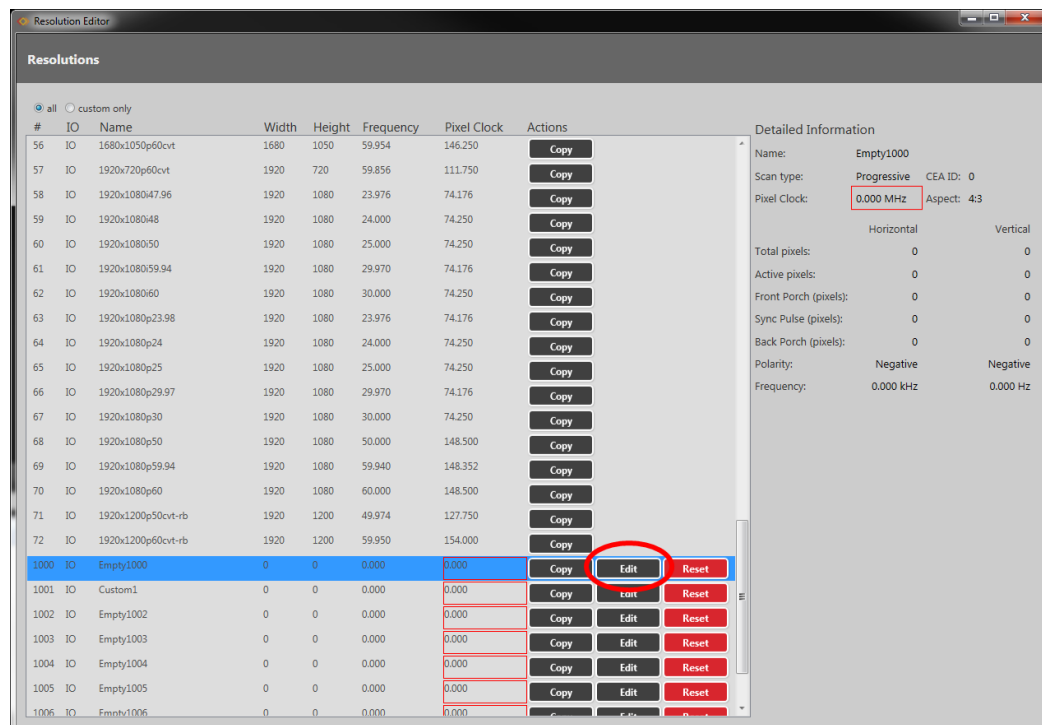 Resolution Editor
Resolutions
all custom only
# IO Name Width Height Frequency Pixel Clock Actions
56 IO 1680x1050p60cvt 1680 1050 59.954 146.250 Copy
57 IO 1920x720p60cvt 1920 720 59.856 111.750 Copy
58 IO 1920x1080i47.96 1920 1080 23.976 74.176 Copy
59 IO 1920x1080i48 1920 1080 24.000 74.250 Copy
60 IO 1920x1080i50 1920 1080 25.000 74.250 Copy
61 IO 1920x1080i59.94 1920 1080 29.970 74.176 Copy
62 IO 1920x1080i60 1920 1080 30.000 74.250 Copy
63 IO 1920x1080p23.98 1920 1080 23.976 74.176 Copy
64 IO 1920x1080p24 1920 1080 24.000 74.250 Copy
65 IO 1920x1080p25 1920 1080 25.000 74.250 Copy
66 IO 1920x1080p29.97 1920 1080 29.970 74.176 Copy
67 IO 1920x1080p30 1920 1080 30.000 74.250 Copy
68 IO 1920x1080p50 1920 1080 50.000 148.500 Copy
69 IO 1920x1080p59.94 1920 1080 59.940 148.352 Copy
70 IO 1920x1080p60 1920 1080 60.000 148.500 Copy
71 IO 1920x1200p50cvt-rb 1920 1200 49.974 127.750 Copy
72 IO 1920x1200p60cvt-rb 1920 1200 59.950 154.000 Copy
1000 IO Empty1000 0 0 0.000 0.000 Copy Edit Reset
1001 IO Custom1 0 0 0.000 0.000 Copy Edit Reset
1002 IO Empty1002 0 0 0.000 0.000 Copy Edit Reset
1003 IO Empty1003 0 0 0.000 0.000 Copy Edit Reset
1004 IO Empty1004 0 0 0.000 0.000 Copy Edit Reset
1005 IO Empty1005 0 0 0.000 0.000 Copy Edit Reset
1006 IO Empty1006 0 0 0.000 0.000 Copy Edit Reset
Detailed Information
Name: Empty1000
Scan type: Progressive CEA ID: 0
Pixel Clock: 0.000 MHz Aspect: 4:3
Horizontal Vertical
Total pixels: 0 0
Active pixels: 0 0
Front Porch (pixels): 0 0
Sync Pulse (pixels): 0 0
Back Porch (pixels): 0 0
Polarity: Negative Negative
Frequency: 0.000 kHz 0.000 Hz